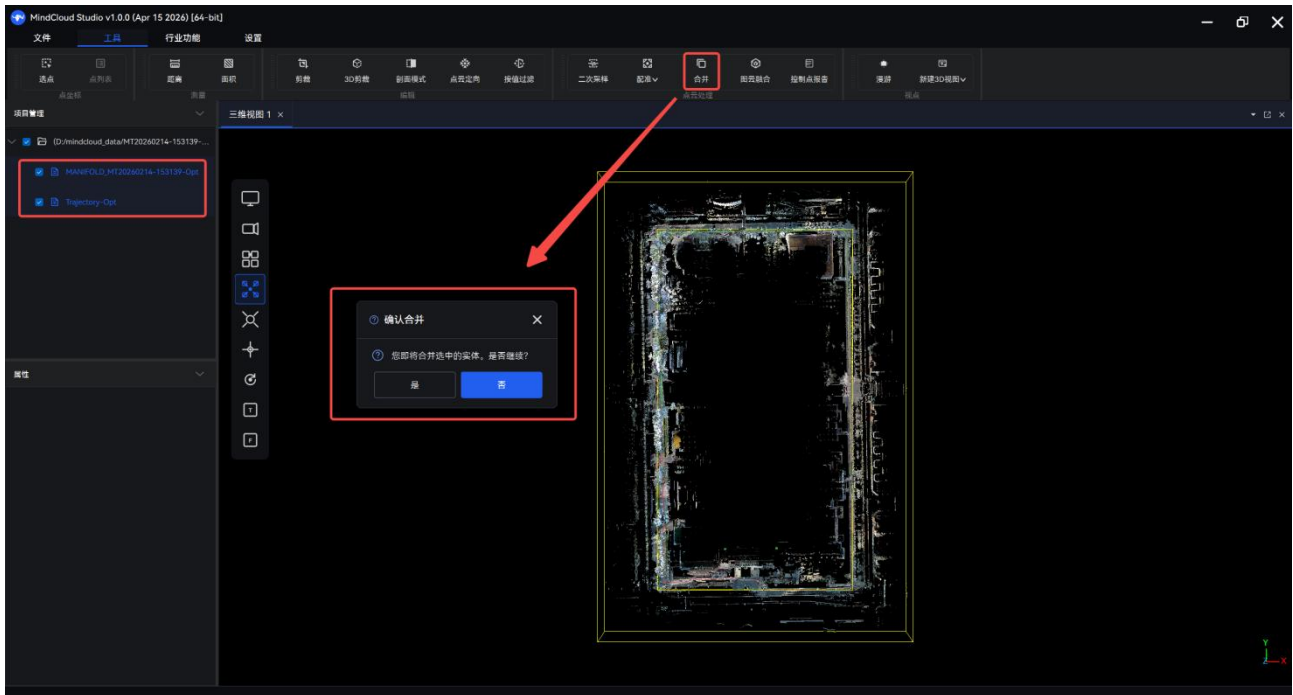 MindCloud Studio v1.0.0 (Apr 15 2026) [64-bit]
文件 工具 行业功能 设置
选点 点列表 距离 面积 剪裁 3D剪裁 剖面模式 点云定向 按值过滤 二次采样 配准 合并 图云融合 控制点报告 漫游 新建3D视图
点坐标 测量 编辑 点云处理 视点
项目管理
三维视图 1 ×
(D:/mindcloud_data/MT20260214-153139-...
MANIFOLD_MT20260214-153139-Opt
Trajectory-Opt
确认合并
您即将合并选中的实体。是否继续?
是 否
属性
T
F
Y
Z X